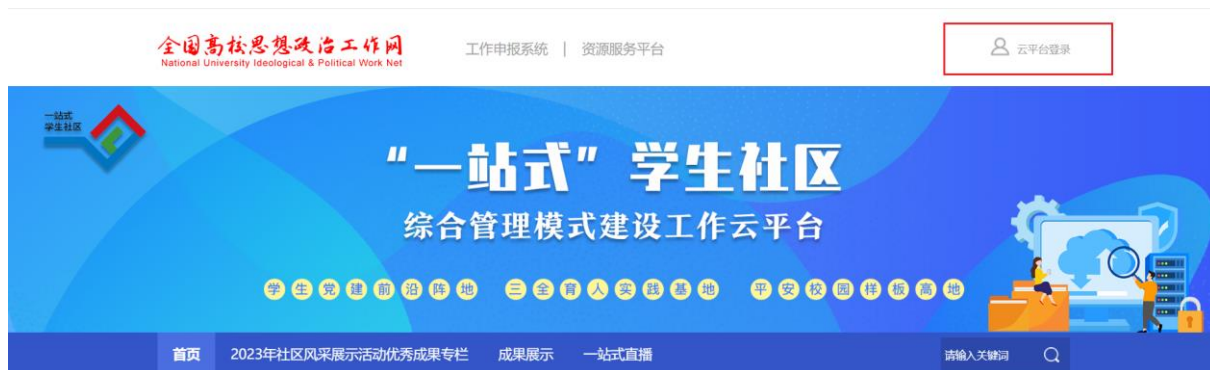 全国高校思想政治工作网
National University Ideological & Political Work Net
工作申报系统 | 资源服务平台
云平台登录
一站式
学生社区
“一站式”学生社区
综合管理模式建设工作云平台
学生党建前沿阵地 三全育人实践基地 平安校园样板高地
首页 2023年社区风采展示活动优秀成果专栏 成果展示 一站式直播 请输入关键词